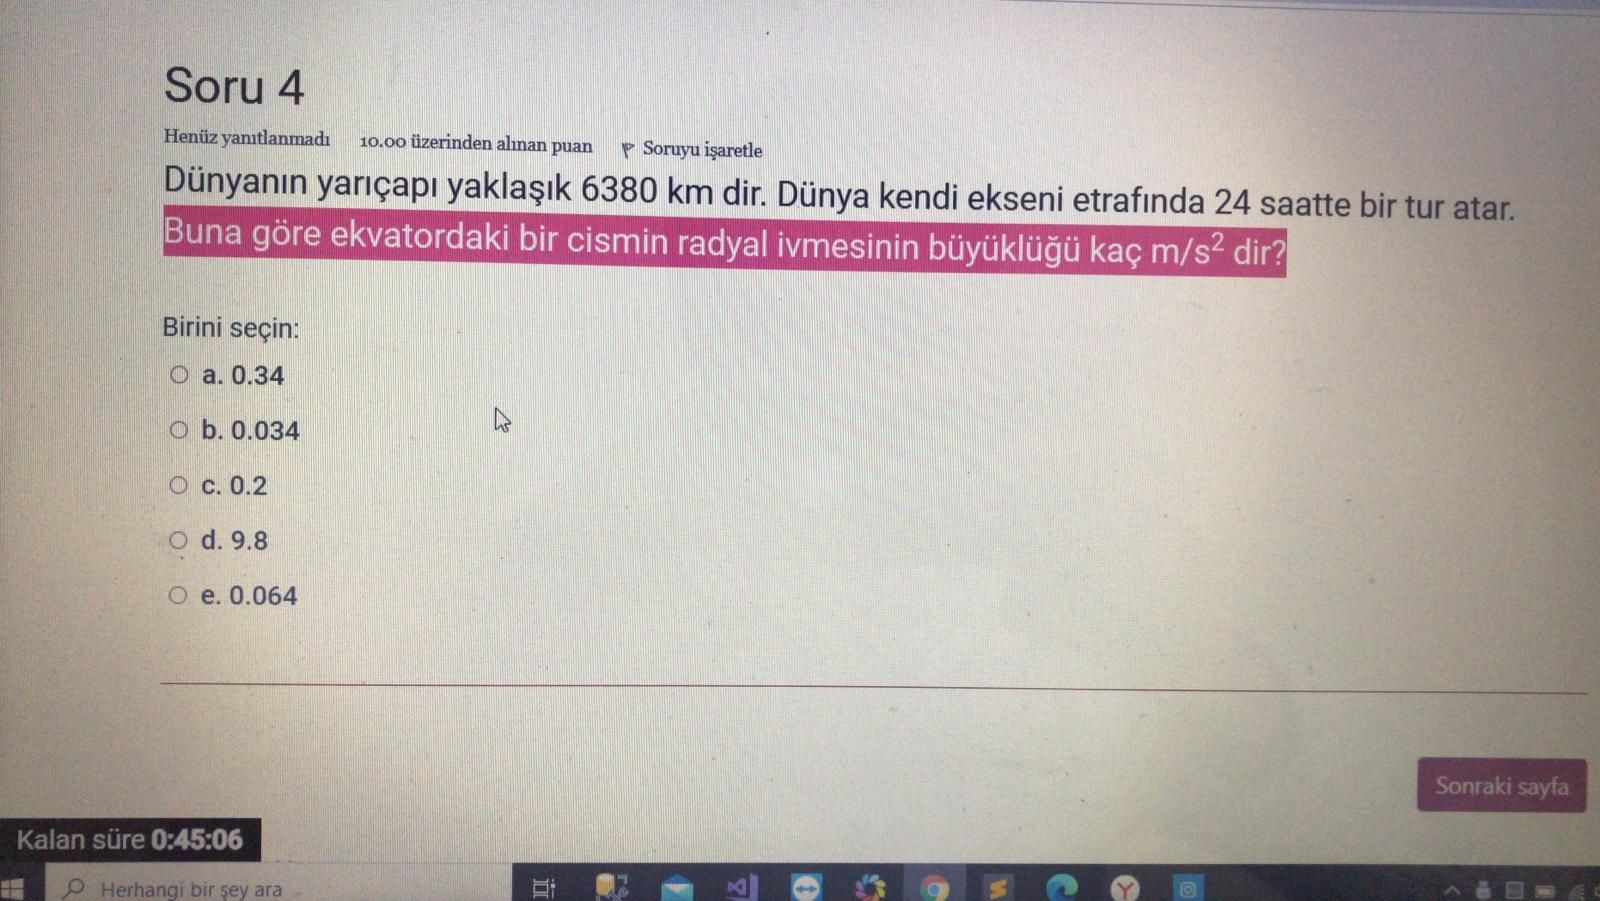 Soru 4
Henüz yanıtlanmadı 10.00 üzerinden alınan puan Soruyu işaretle
Dünyanın yarıçapı yaklaşık 6380 km dir. Dünya kendi ekseni etrafında 24 saatte bir tur atar.
Buna göre ekvatordaki bir cismin radyal ivmesinin büyüklüğü kaç m/s² dir?
Birini seçin:
a. 0.34
b. 0.034
c. 0.2
d. 9.8
e. 0.064
Sonraki sayfa
Kalan süre 0:45:06
Herhangi bir şey ara